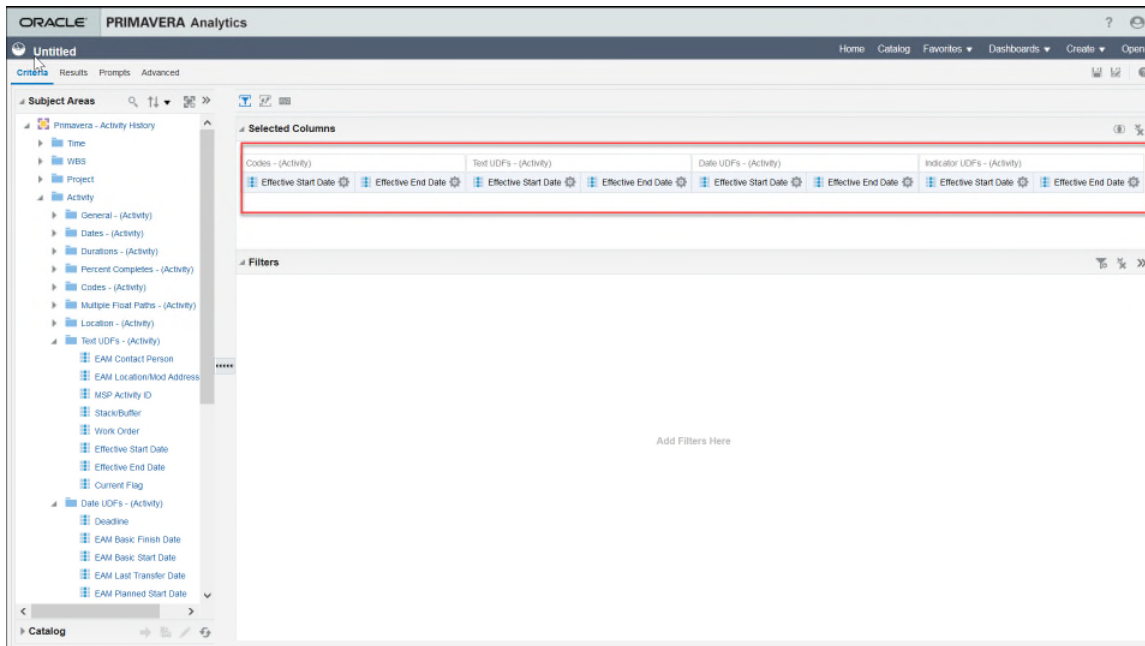 ORACLE PRIMAVERA Analytics ?
Untitled Home Catalog Favorites Dashboards Create Open
Criteria Results Prompts Advanced
Subject Areas
Primavera - Activity History
Time
WBS
Project
Activity
General - (Activity)
Dates - (Activity)
Durations - (Activity)
Percent Completes - (Activity)
Codes - (Activity)
Multiple Float Paths - (Activity)
Location - (Activity)
Text UDFs - (Activity)
EAM Contact Person
EAM Location/Mod Address
MSP Activity ID
Stack/Buffer
Work Order
Effective Start Date
Effective End Date
Current Flag
Date UDFs - (Activity)
Deadline
EAM Basic Finish Date
EAM Basic Start Date
EAM Last Transfer Date
EAM Planned Start Date
Catalog
Selected Columns
Codes - (Activity) Text UDFs - (Activity) Date UDFs - (Activity) Indicator UDFs - (Activity)
Effective Start Date Effective End Date Effective Start Date Effective End Date Effective Start Date Effective End Date Effective Start Date Effective End Date
Filters
Add Filters Here